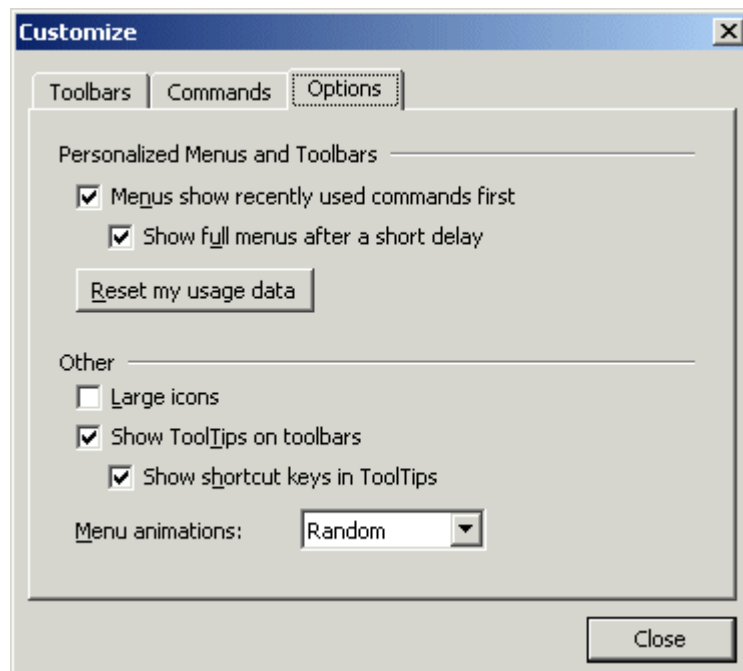 Customize
Toolbars Commands Options
Personalized Menus and Toolbars
Menus show recently used commands first
Show full menus after a short delay
Reset my usage data
Other
Large icons
Show ToolTips on toolbars
Show shortcut keys in ToolTips
Menu animations: Random
Close